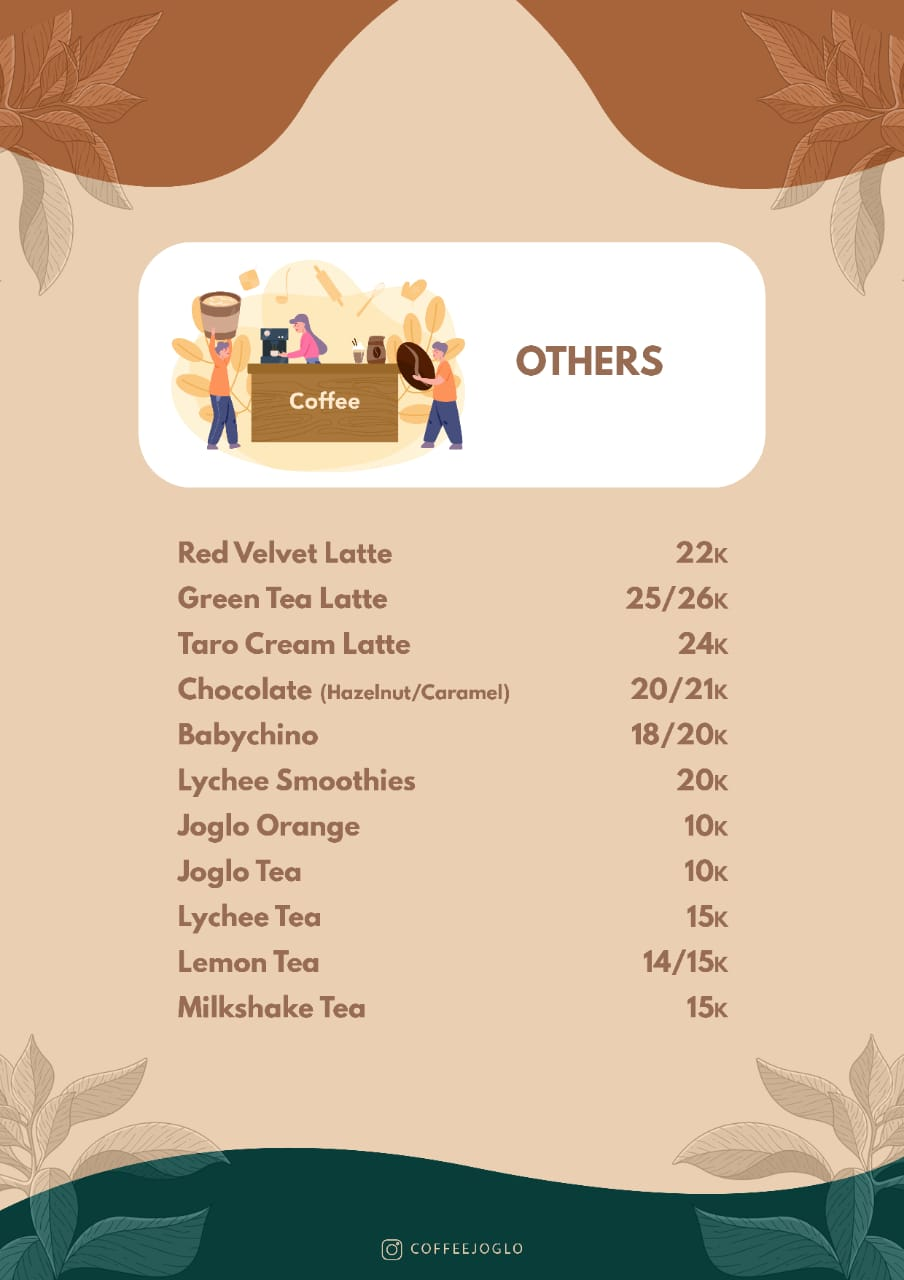 Coffee
OTHERS
Red Velvet Latte 22K
Green Tea Latte 25/26K
Taro Cream Latte 24K
Chocolate (Hazelnut/Caramel) 20/21K
Babychino 18/20K
Lychee Smoothies 20K
Joglo Orange 10K
Joglo Tea 10K
Lychee Tea 15K
Lemon Tea 14/15K
Milkshake Tea 15K
COFFEEJOGLO